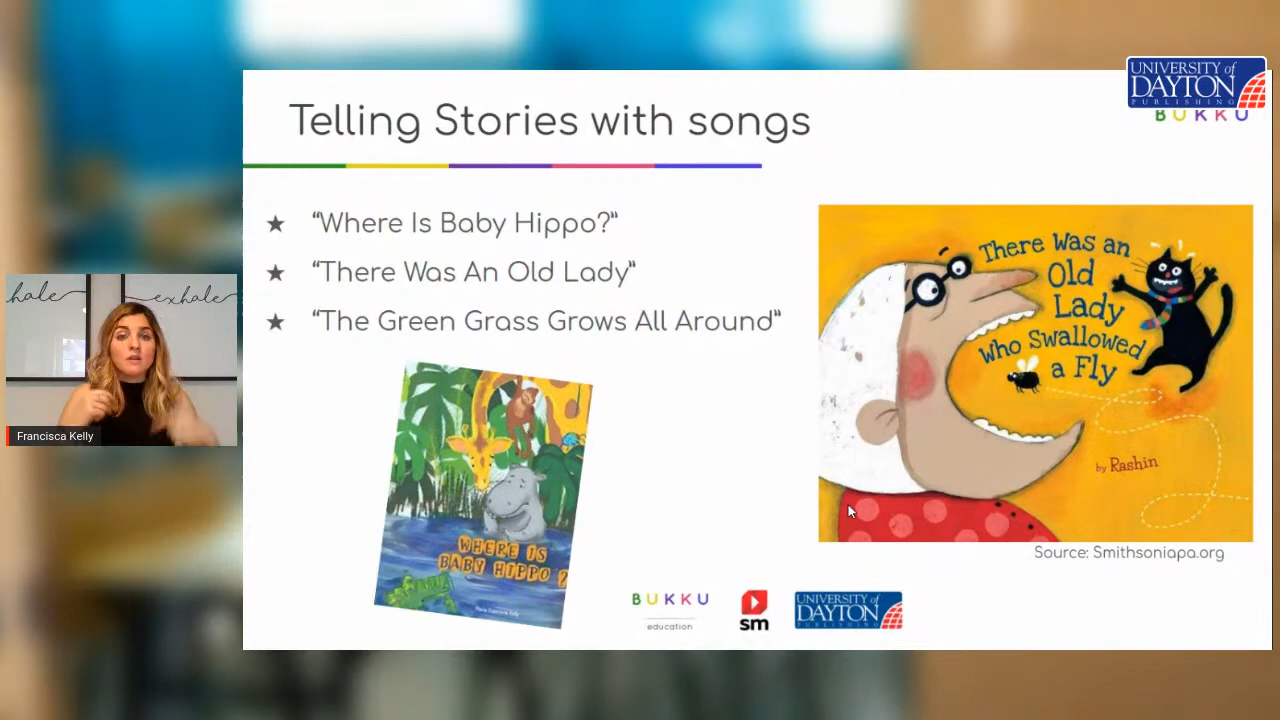 UNIVERSITY of
DAYTON
PUBLISHING
BUKKU
Telling Stories with songs
★ “Where Is Baby Hippo?”
★ “There Was An Old Lady”
★ “The Green Grass Grows All Around”
There Was an
Old
Lady
Who Swallowed
a Fly
by Rashin
Source: Smithsoniapa.org
WHERE IS
BABY HIPPO?
hale
exhale
Francisca Kelly
BUKKU
education
sm
UNIVERSITY of
DAYTON
PUBLISHING